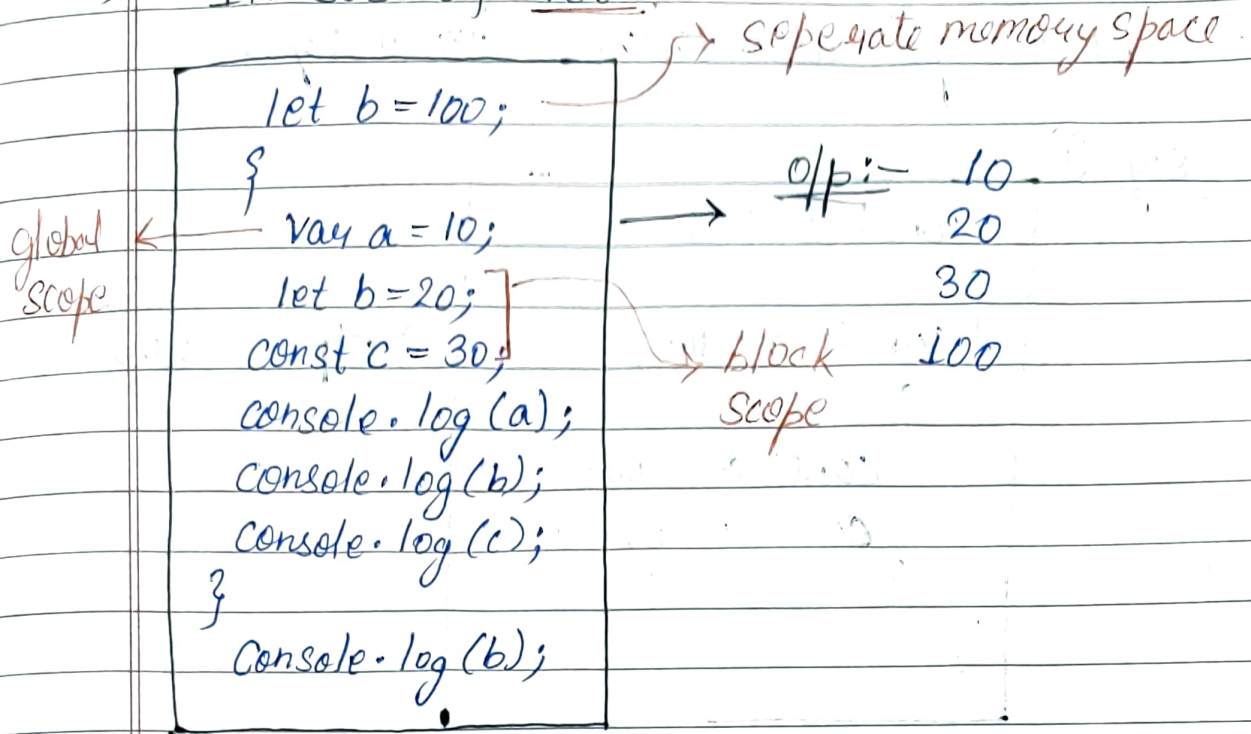 seperate memory space
let b = 100;
{
o/p:- 10
var a = 10;
20
global
scope
let b = 20;
30
const c = 30;
block
scope
100
console.log(a);
console.log(b);
console.log(c);
}
console.log(b);